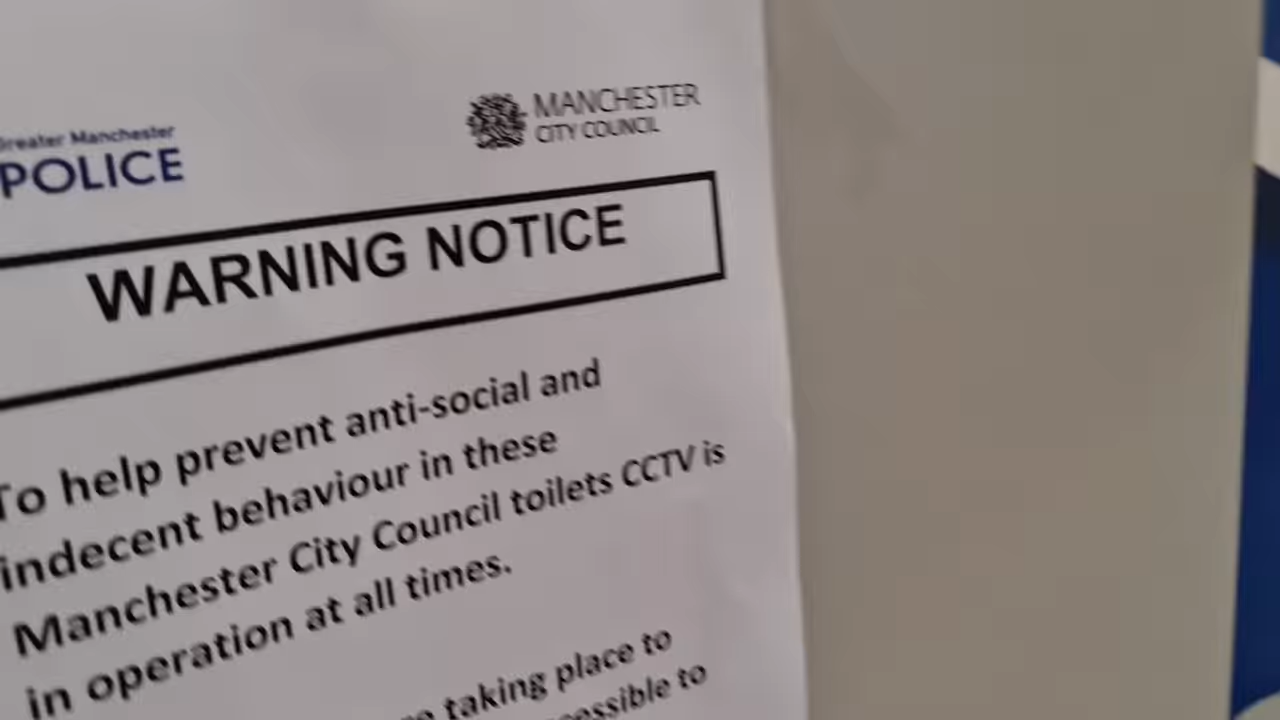 Greater Manchester
POLICE
MANCHESTER
CITY COUNCIL
WARNING NOTICE
To help prevent anti-social and
indecent behaviour in these
Manchester City Council toilets CCTV is
in operation at all times.
taking place to
to